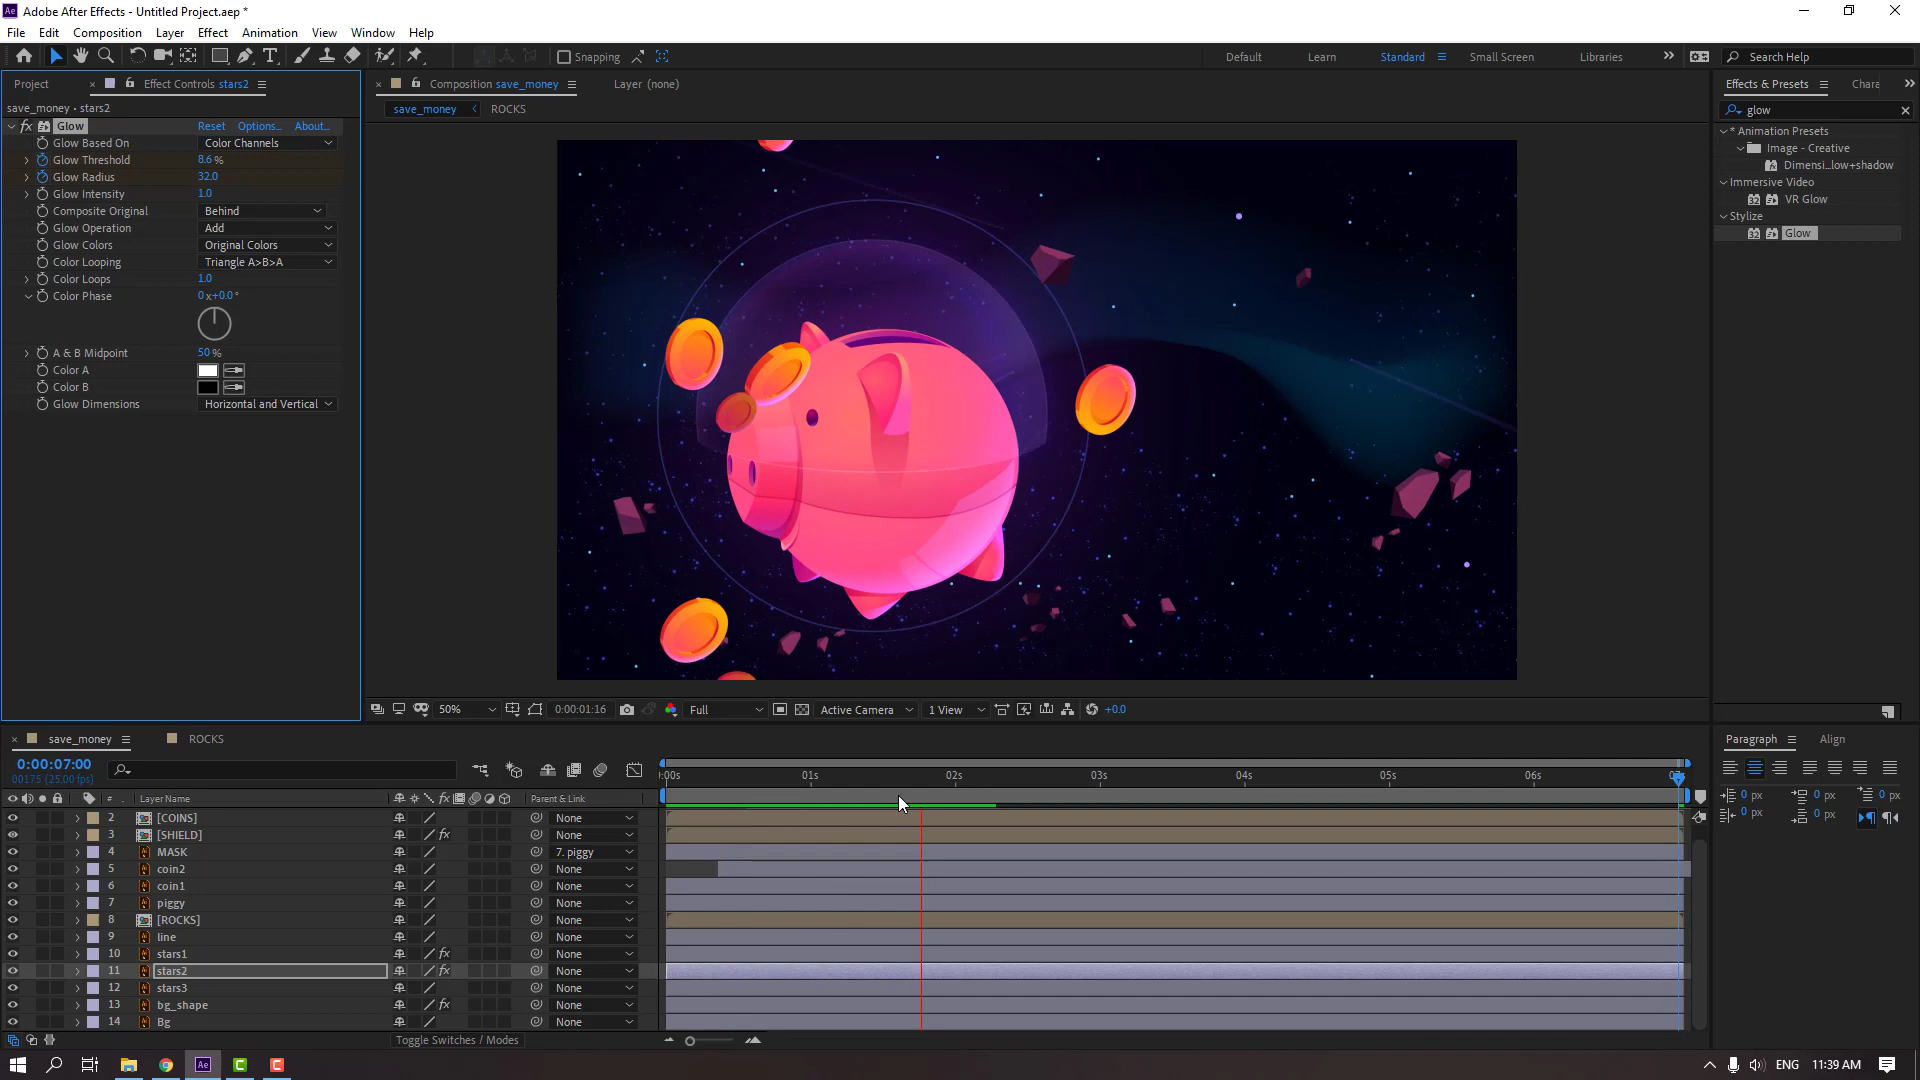 Adobe After Effects - Untitled Project.aep *
File Edit Composition Layer Effect Animation View Window Help
Snapping Default Learn Standard Small Screen Libraries Search Help
Project Effect Controls stars2 Composition save_money Layer (none) Effects & Presets Chara
save_money • stars2
save_money ROCKS
glow
fx Glow Reset Options... About...
Glow Based On Color Channels
Glow Threshold 8.6 %
Glow Radius 32.0
Glow Intensity 1.0
Composite Original Behind
Glow Operation Add
Glow Colors Original Colors
Color Looping Triangle A>B>A
Color Loops 1.0
Color Phase 0x+0.0°
A & B Midpoint 50 %
Color A
Color B
Glow Dimensions Horizontal and Vertical
* Animation Presets
Image - Creative
Dimensi...low+shadow
Immersive Video
VR Glow
Stylize
Glow
50% 0:00:01:16 Full Active Camera 1 View +0.0
save_money ROCKS
Paragraph Align
0:00:07:00
00175 (25.00 fps)
:00s 01s 02s 03s 04s 05s 06s
# Layer Name fx Parent & Link
2 [COINS] None
3 [SHIELD] fx None
4 MASK 7. piggy
5 coin2 None
6 coin1 None
7 piggy None
8 [ROCKS] None
9 line None
10 stars1 fx None
11 stars2 fx None
12 stars3 None
13 bg_shape fx None
14 Bg None
0 px 0 px 0 px
0 px 0 px
Toggle Switches / Modes
Ae ENG 11:39 AM